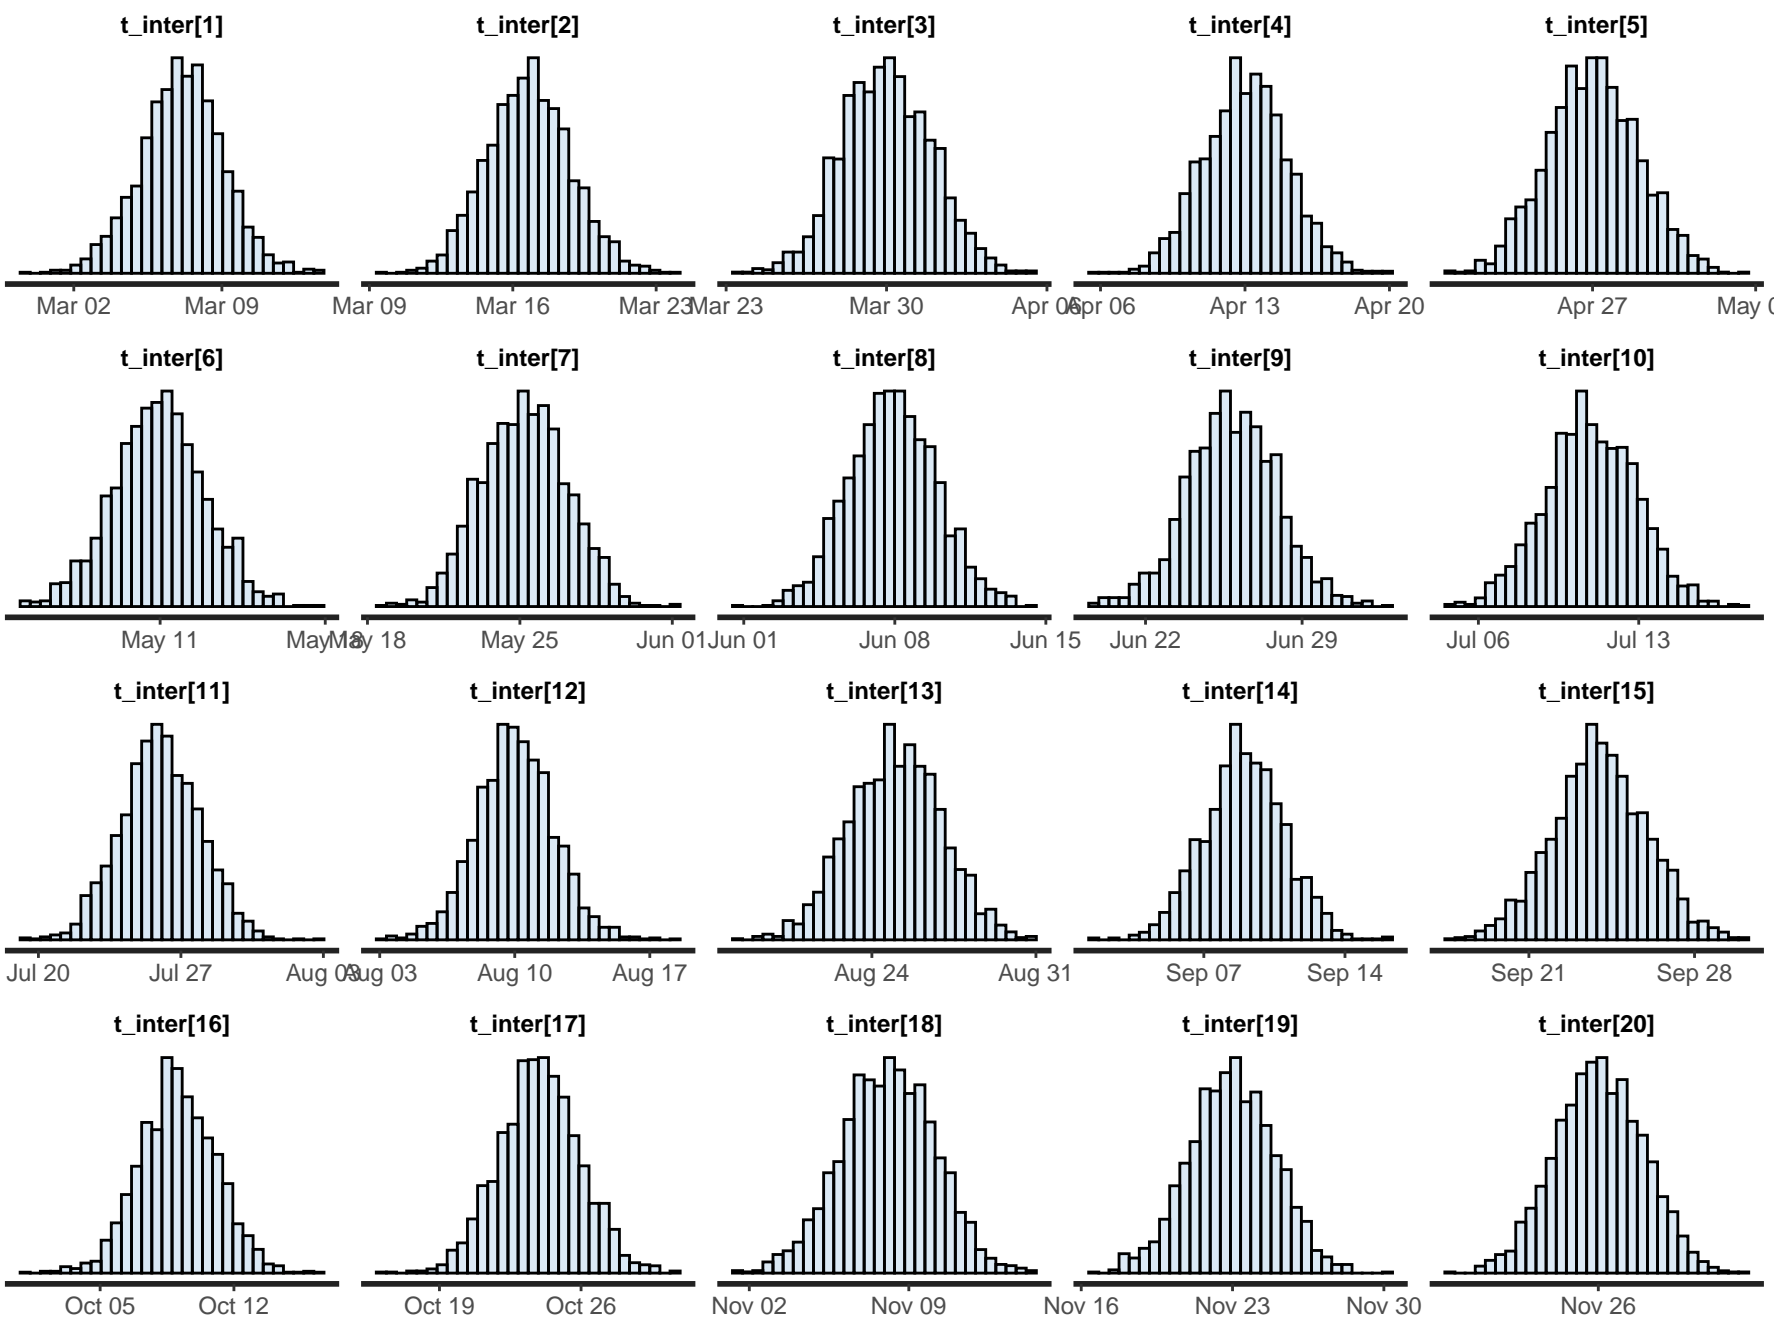 t_inter[1] t_inter[2] t_inter[3] t_inter[4] t_inter[5]
Mar 02 Mar 09 Mar 09 Mar 16 Mar 23 Mar 23 Mar 30 Apr 06 Apr 06 Apr 13 Apr 20 Apr 27 May 0
t_inter[6] t_inter[7] t_inter[8] t_inter[9] t_inter[10]
May 11 May 18 May 18 May 25 Jun 01 Jun 01 Jun 08 Jun 15 Jun 22 Jun 29 Jul 06 Jul 13
t_inter[11] t_inter[12] t_inter[13] t_inter[14] t_inter[15]
Jul 20 Jul 27 Aug 03 Aug 03 Aug 10 Aug 17 Aug 24 Aug 31 Sep 07 Sep 14 Sep 21 Sep 28
t_inter[16] t_inter[17] t_inter[18] t_inter[19] t_inter[20]
Oct 05 Oct 12 Oct 19 Oct 26 Nov 02 Nov 09 Nov 16 Nov 23 Nov 30 Nov 26